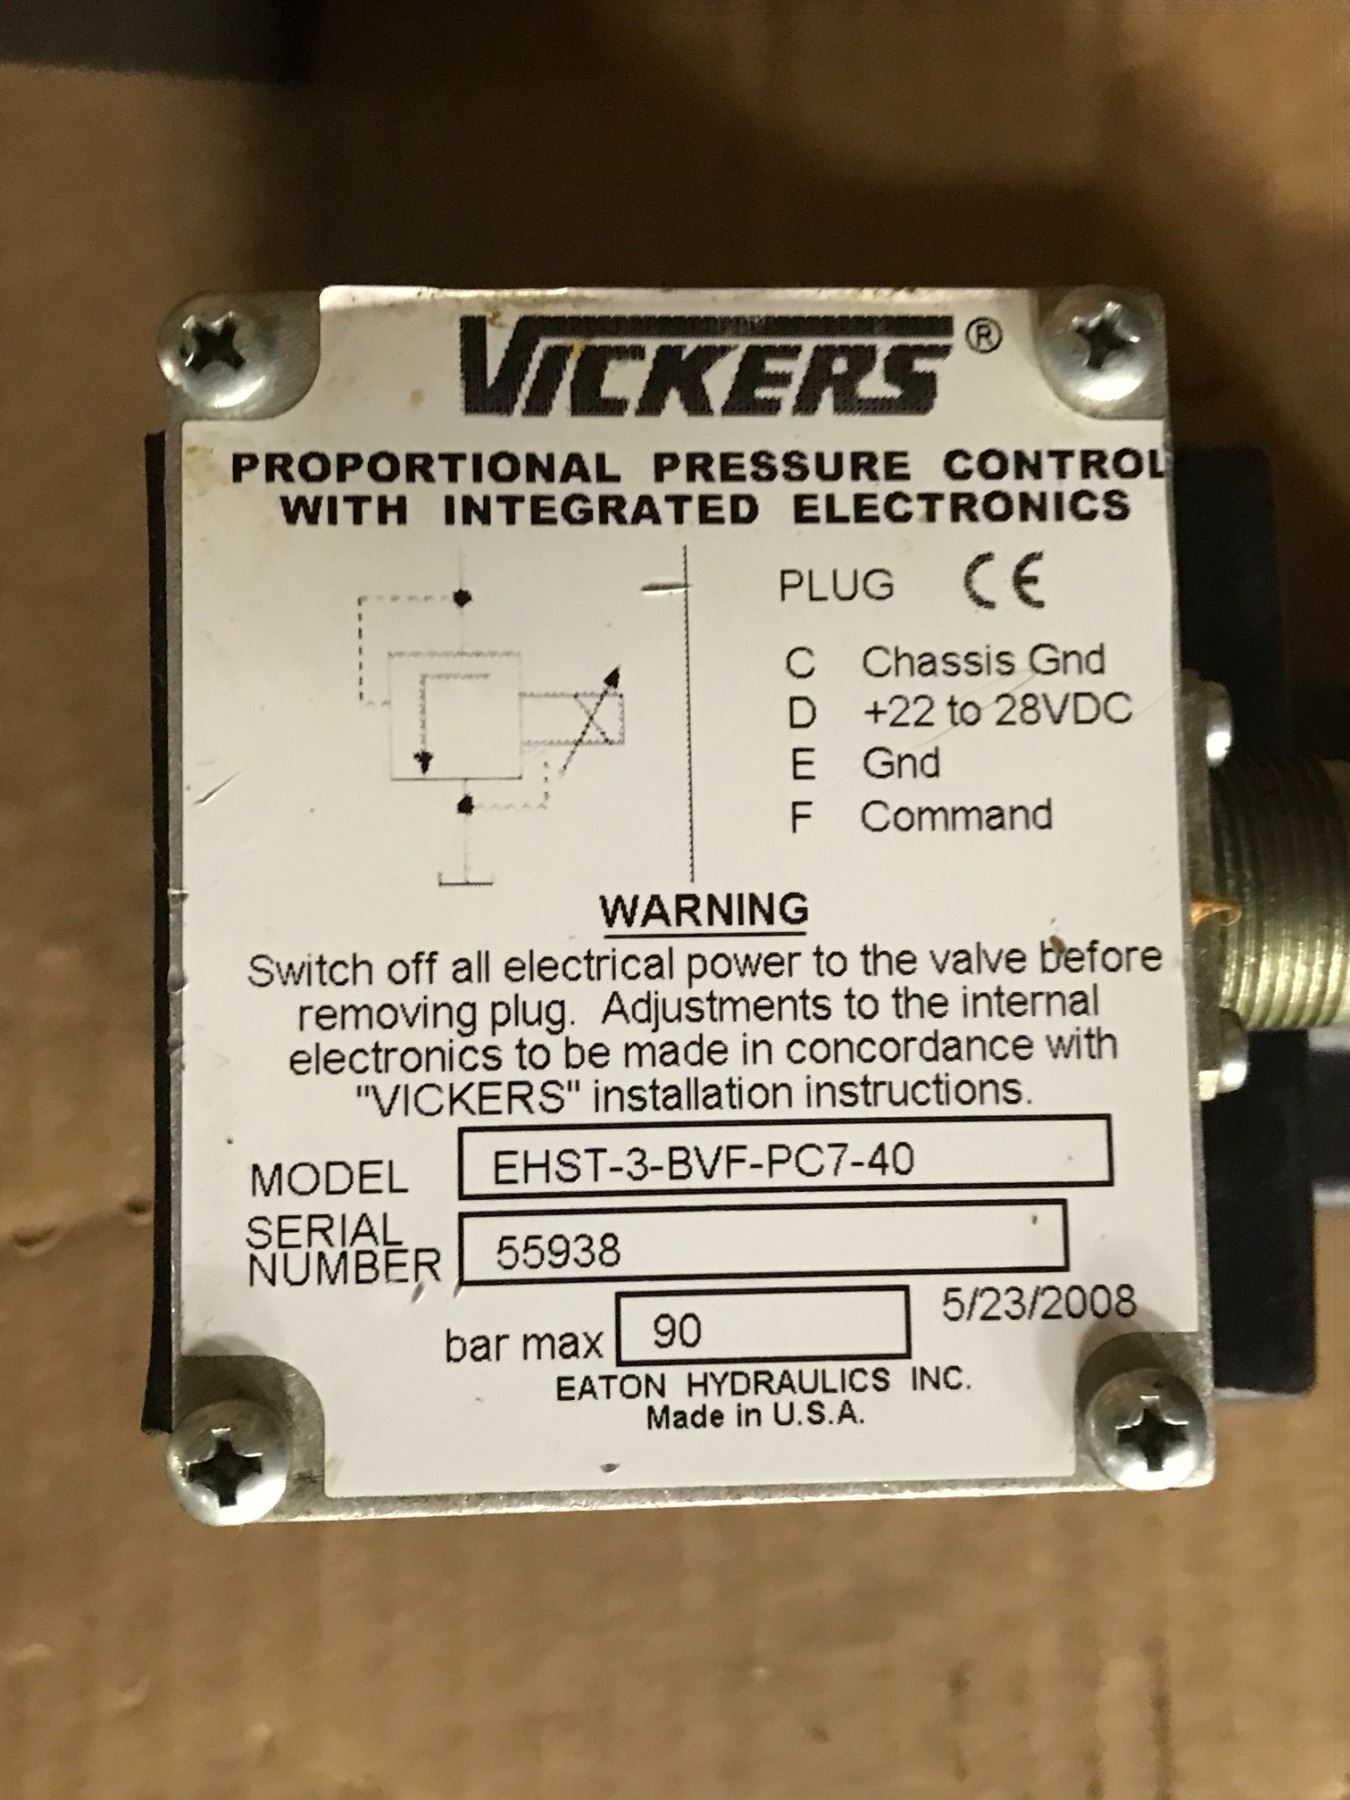 VICKERS®
PROPORTIONAL PRESSURE CONTROL
WITH INTEGRATED ELECTRONICS
PLUG CE
C Chassis Gnd
D +22 to 28VDC
E Gnd
F Command
WARNING
Switch off all electrical power to the valve before
removing plug. Adjustments to the internal
electronics to be made in concordance with
"VICKERS" installation instructions.
MODEL EHST-3-BVF-PC7-40
SERIAL
NUMBER 55938
bar max 90 5/23/2008
EATON HYDRAULICS INC.
Made in U.S.A.